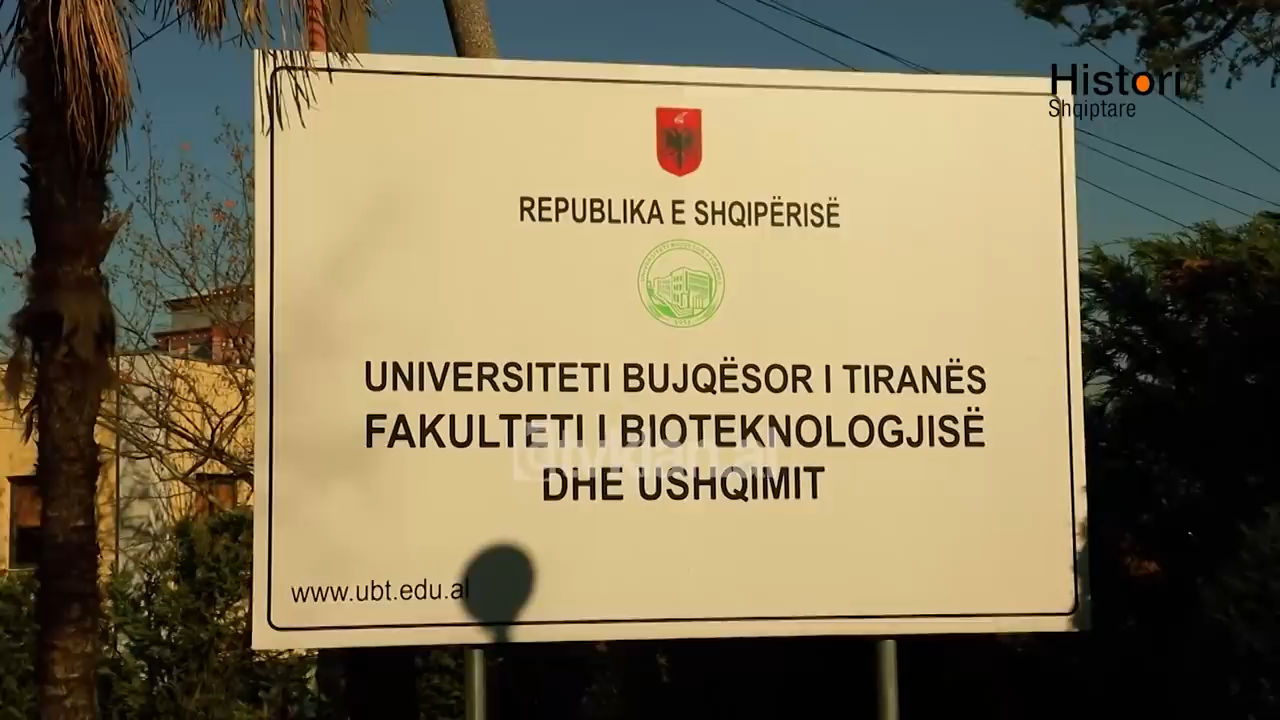 Histori
Shqiptare
REPUBLIKA E SHQIPËRISË
UNIVERSITETI BUJQËSOR I TIRANËS
FAKULTETI I BIOTEKNOLOGJISË
DHE USHQIMIT
www.ubt.edu.al